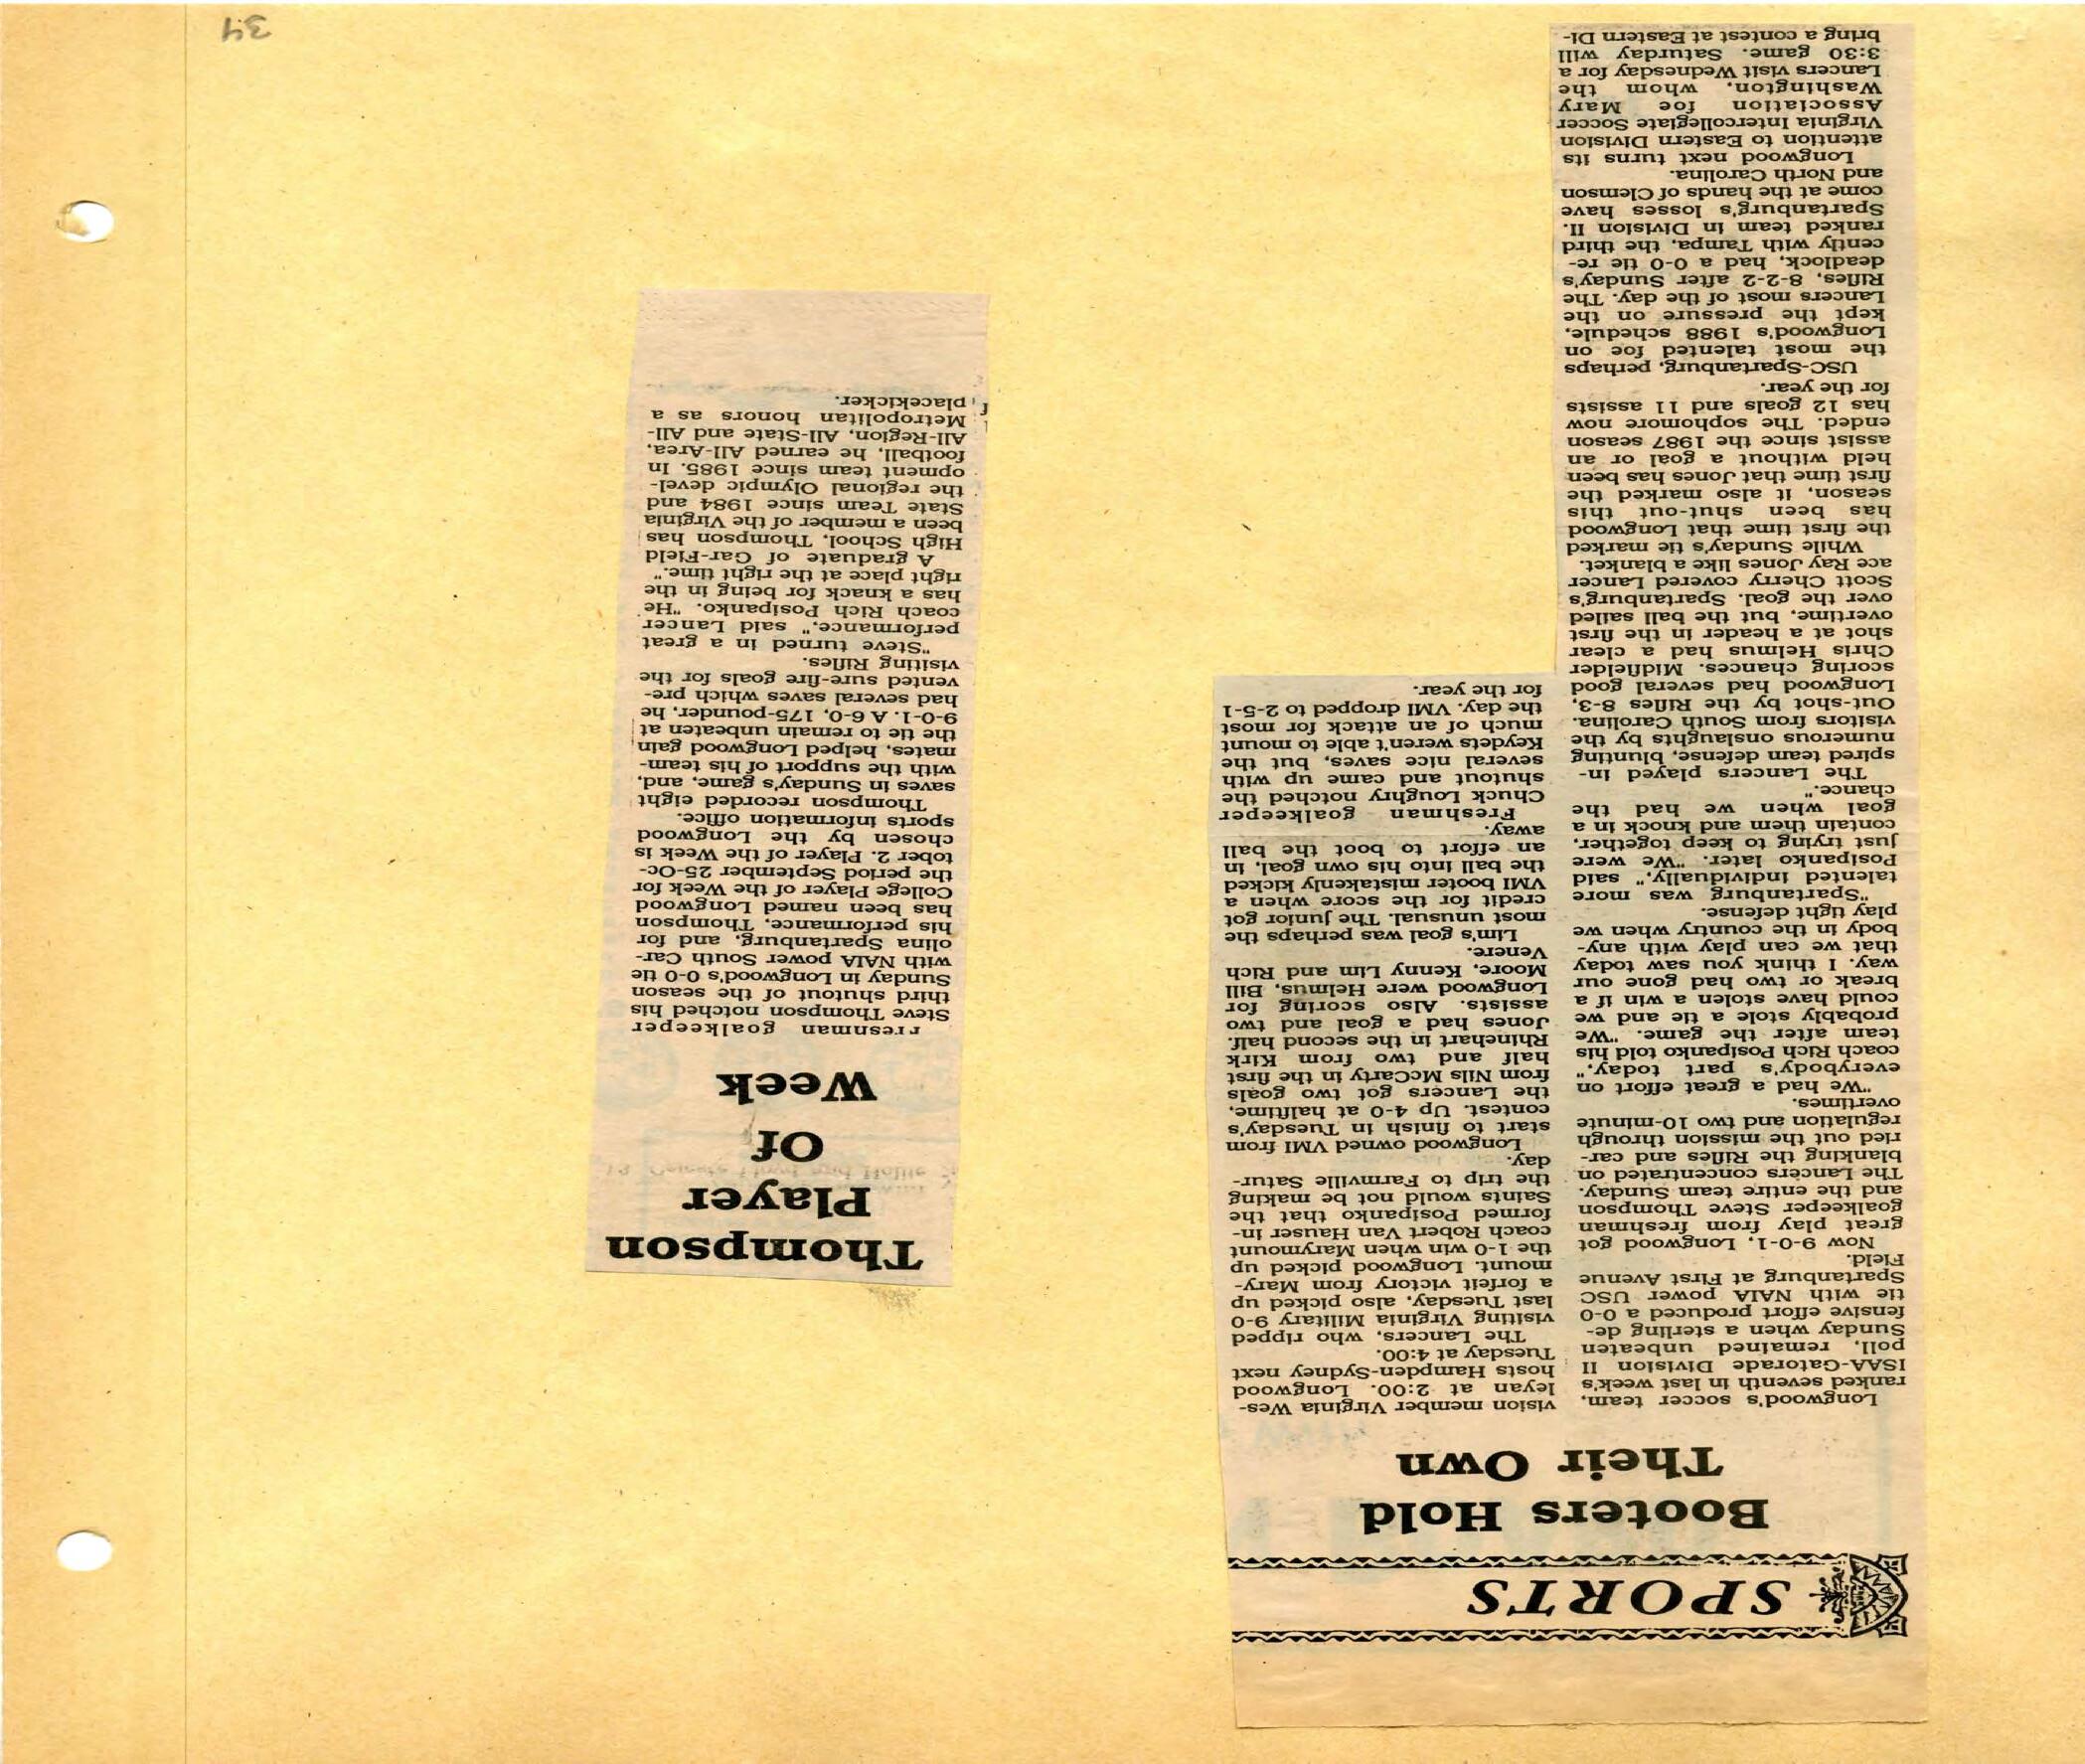 SPORTS
Booters Hold
Their Own
Longwood's soccer team,
ranked seventh in last week's
ISAA-Gatorade Division II
poll, remained unbeaten
Sunday when a sterling de-
fensive effort produced a 0-0
tie with NAIA power USC
Spartanburg at First Avenue
Field.
Now 9-0-1, Longwood got
great play from freshman
goalkeeper Steve Thompson
and the entire team Sunday.
The Lancers concentrated on
blanking the Rifles and car-
ried out the mission through
regulation and two 10-minute
overtimes.
"We had a great effort on
everybody's part today,"
coach Rich Posipanko told his
team after the game. "We
probably stole a tie and we
could have stolen a win if a
break or two had gone our
way. I think you saw today
that we can play with any-
body in the country when we
play tight defense.
"Spartanburg was more
talented individually," said
Posipanko later. "We were
just trying to keep together,
contain them and knock in a
goal when we had the
chance."
The Lancers played in-
spired team defense, blunting
numerous onslaughts by the
visitors from South Carolina.
Out-shot by the Rifles 8-3,
Longwood had several good
scoring chances. Midfielder
Chris Helmus had a clear
shot at a header in the first
overtime, but the ball sailed
over the goal. Spartanburg's
Scott Cherry covered Lancer
ace Ray Jones like a blanket.
While Sunday's tie marked
the first time that Longwood
has been shut-out this
season, it also marked the
first time that Jones has been
held without a goal or an
assist since the 1987 season
ended. The sophomore now
has 12 goals and 11 assists
for the year.
USC-Spartanburg, perhaps
the most talented foe on
Longwood's 1988 schedule,
kept the pressure on the
Lancers most of the day. The
Rifles, 8-2-2 after Sunday's
deadlock, had a 0-0 tie re-
cently with Tampa, the third
ranked team in Division II.
Spartanburg's losses have
come at the hands of Clemson
and North Carolina.
Longwood next turns its
attention to Eastern Division
Virginia Intercollegiate Soccer
Association foe Mary
Washington, whom the
Lancers visit Wednesday for a
3:30 game. Saturday will
bring a contest at Eastern Di-
vision member Virginia Wes-
leyan at 2:00. Longwood
hosts Hampden-Sydney next
Tuesday at 4:00.
The Lancers, who ripped
visiting Virginia Military 9-0
last Tuesday, also picked up
a forfeit victory from Mary-
mount. Longwood picked up
the 1-0 win when Marymount
coach Robert Van Hauser in-
formed Posipanko that the
Saints would not be making
the trip to Farmville Satur-
day.
Longwood owned VMI from
start to finish in Tuesday's
contest. Up 4-0 at halftime,
the Lancers got two goals
from Nils McCarty in the first
half and two from Kirk
Rhinehart in the second half.
Jones had a goal and two
assists. Also scoring for
Longwood were Helmus, Bill
Moore, Kenny Lim and Rich
Venere.
Lim's goal was perhaps the
most unusual. The junior got
credit for the score when a
VMI booter mistakenly kicked
the ball into his own goal, in
an effort to boot the ball
away.
Freshman goalkeeper
Chuck Loughry notched the
shutout and came up with
several nice saves, but the
Keydets weren't able to mount
much of an attack for most
the day. VMI dropped to 2-5-1
for the year.
Thompson
Player
Of
Week
Freshman goalkeeper
Steve Thompson notched his
third shutout of the season
Sunday in Longwood's 0-0 tie
with NAIA power South Car-
olina Spartanburg, and for
his performance, Thompson
has been named Longwood
College Player of the Week for
the period September 25-Oc-
tober 2. Player of the Week is
chosen by the Longwood
sports information office.
Thompson recorded eight
saves in Sunday's game, and,
with the support of his team-
mates, helped Longwood gain
the tie to remain unbeaten at
9-0-1. A 6-0, 175-pounder, he
had several saves which pre-
vented sure-fire goals for the
visiting Rifles.
"Steve turned in a great
performance," said Lancer
coach Rich Posipanko. "He
has a knack for being in the
right place at the right time."
A graduate of Gar-Field
High School, Thompson has
been a member of the Virginia
State Team since 1984 and
the regional Olympic devel-
opment team since 1985. In
football, he earned All-Area,
All-Region, All-State and All-
Metropolitan honors as a
placekicker.
34